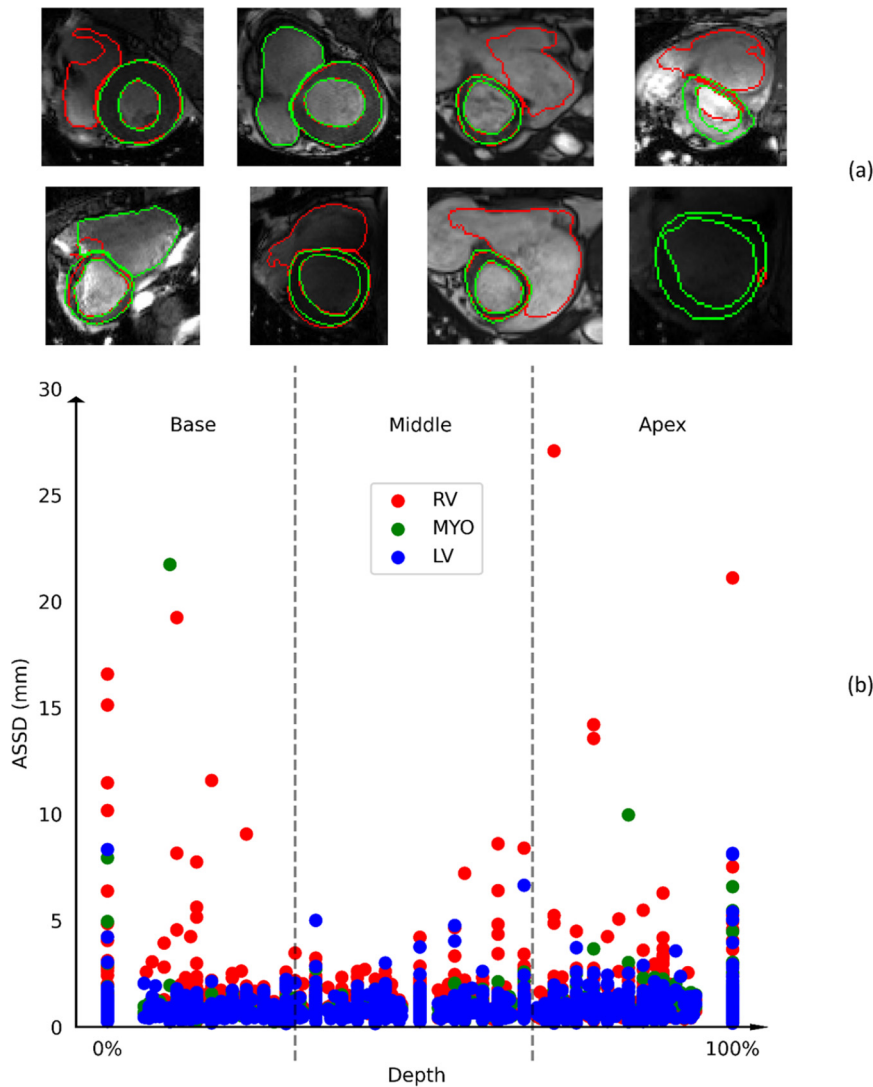 (a)
30
Base Middle Apex
25
RV
MYO
LV
20
15
ASSD (mm)
(b)
10
5
0
0% 100%
Depth